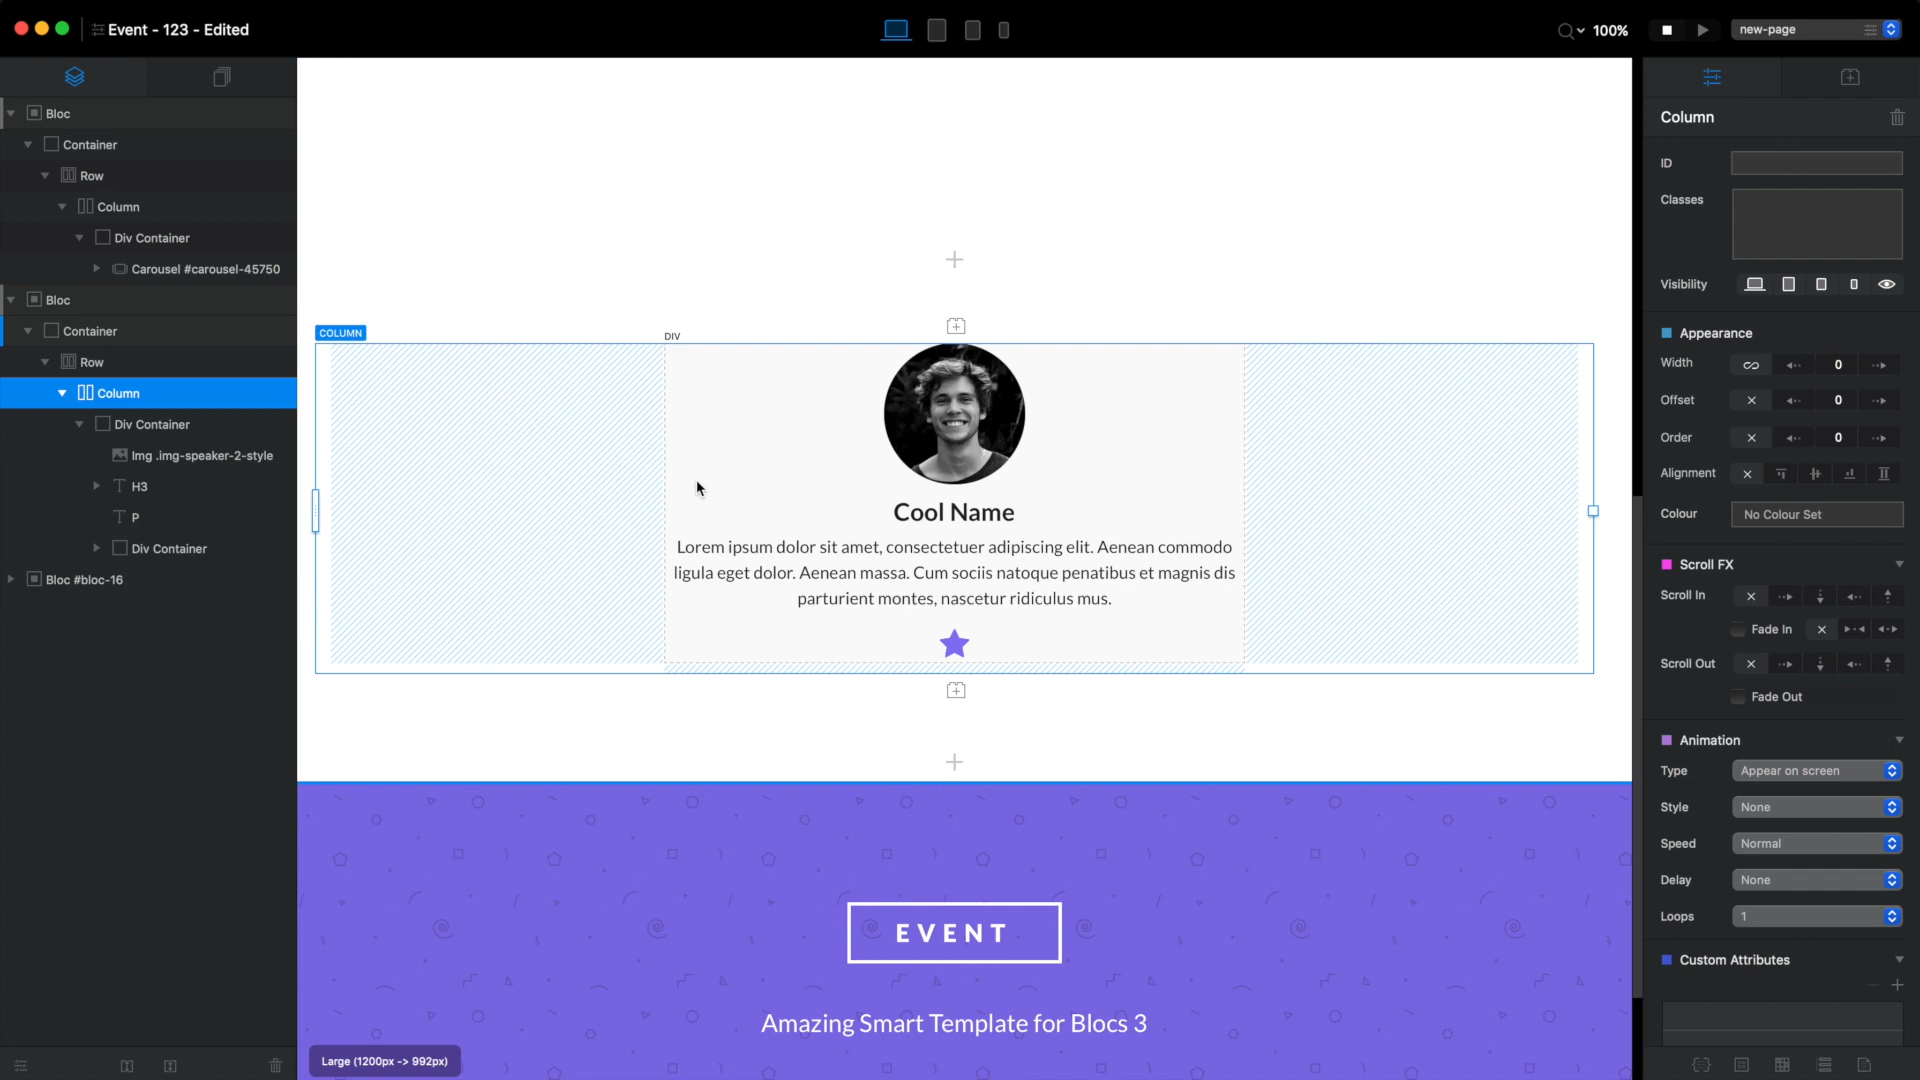 Event - 123 - Edited
100%
new-page
Bloc
Container
Row
Column
Div Container
Carousel #carousel-45750
Bloc
Container
Row
Column
Div Container
Img .img-speaker-2-style
H3
P
Div Container
Bloc #bloc-16
COLUMN
DIV
Cool Name
Lorem ipsum dolor sit amet, consectetuer adipiscing elit. Aenean commodo
ligula eget dolor. Aenean massa. Cum sociis natoque penatibus et magnis dis
parturient montes, nascetur ridiculus mus.
EVENT
Amazing Smart Template for Blocs 3
Large (1200px -> 992px)
Column
ID
Classes
Visibility
Appearance
Width 0
Offset 0
Order 0
Alignment
Colour No Colour Set
Scroll FX
Scroll In
Fade In
Scroll Out
Fade Out
Animation
Type Appear on screen
Style None
Speed Normal
Delay None
Loops 1
Custom Attributes